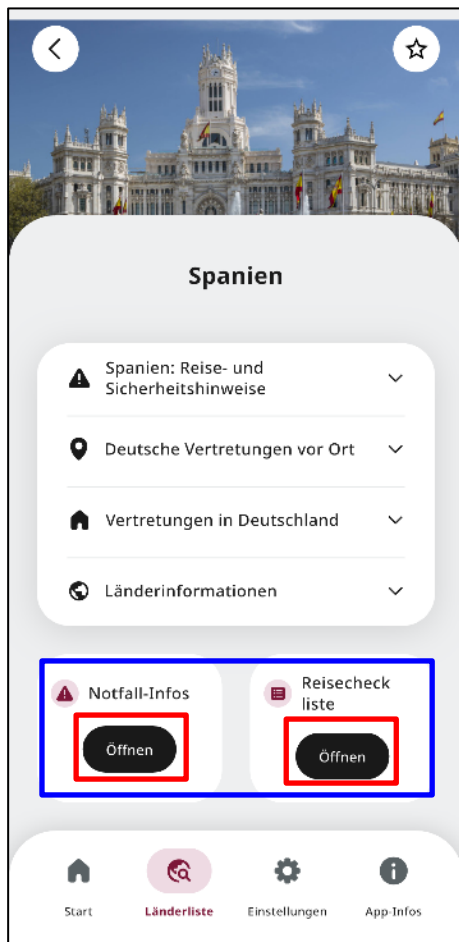 Spanien
Spanien: Reise- und
Sicherheitshinweise
Deutsche Vertretungen vor Ort
Vertretungen in Deutschland
Länderinformationen
Notfall-Infos
Öffnen
Reisecheck
liste
Öffnen
Start
Länderliste
Einstellungen
App-Infos